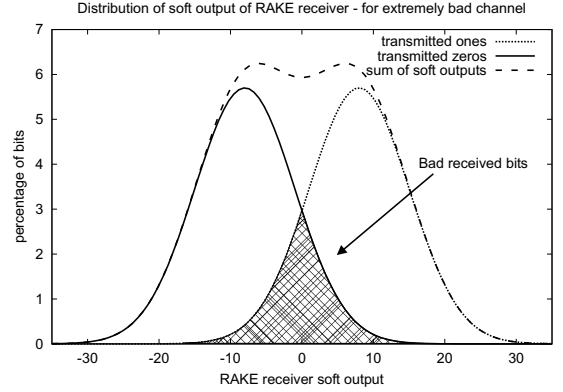 Distribution of soft output of RAKE receiver - for extremely bad channel
transmitted ones
transmitted zeros
sum of soft outputs
Bad received bits
percentage of bits
7
6
5
4
3
2
1
0
-30 -20 -10 0 10 20 30
RAKE receiver soft output